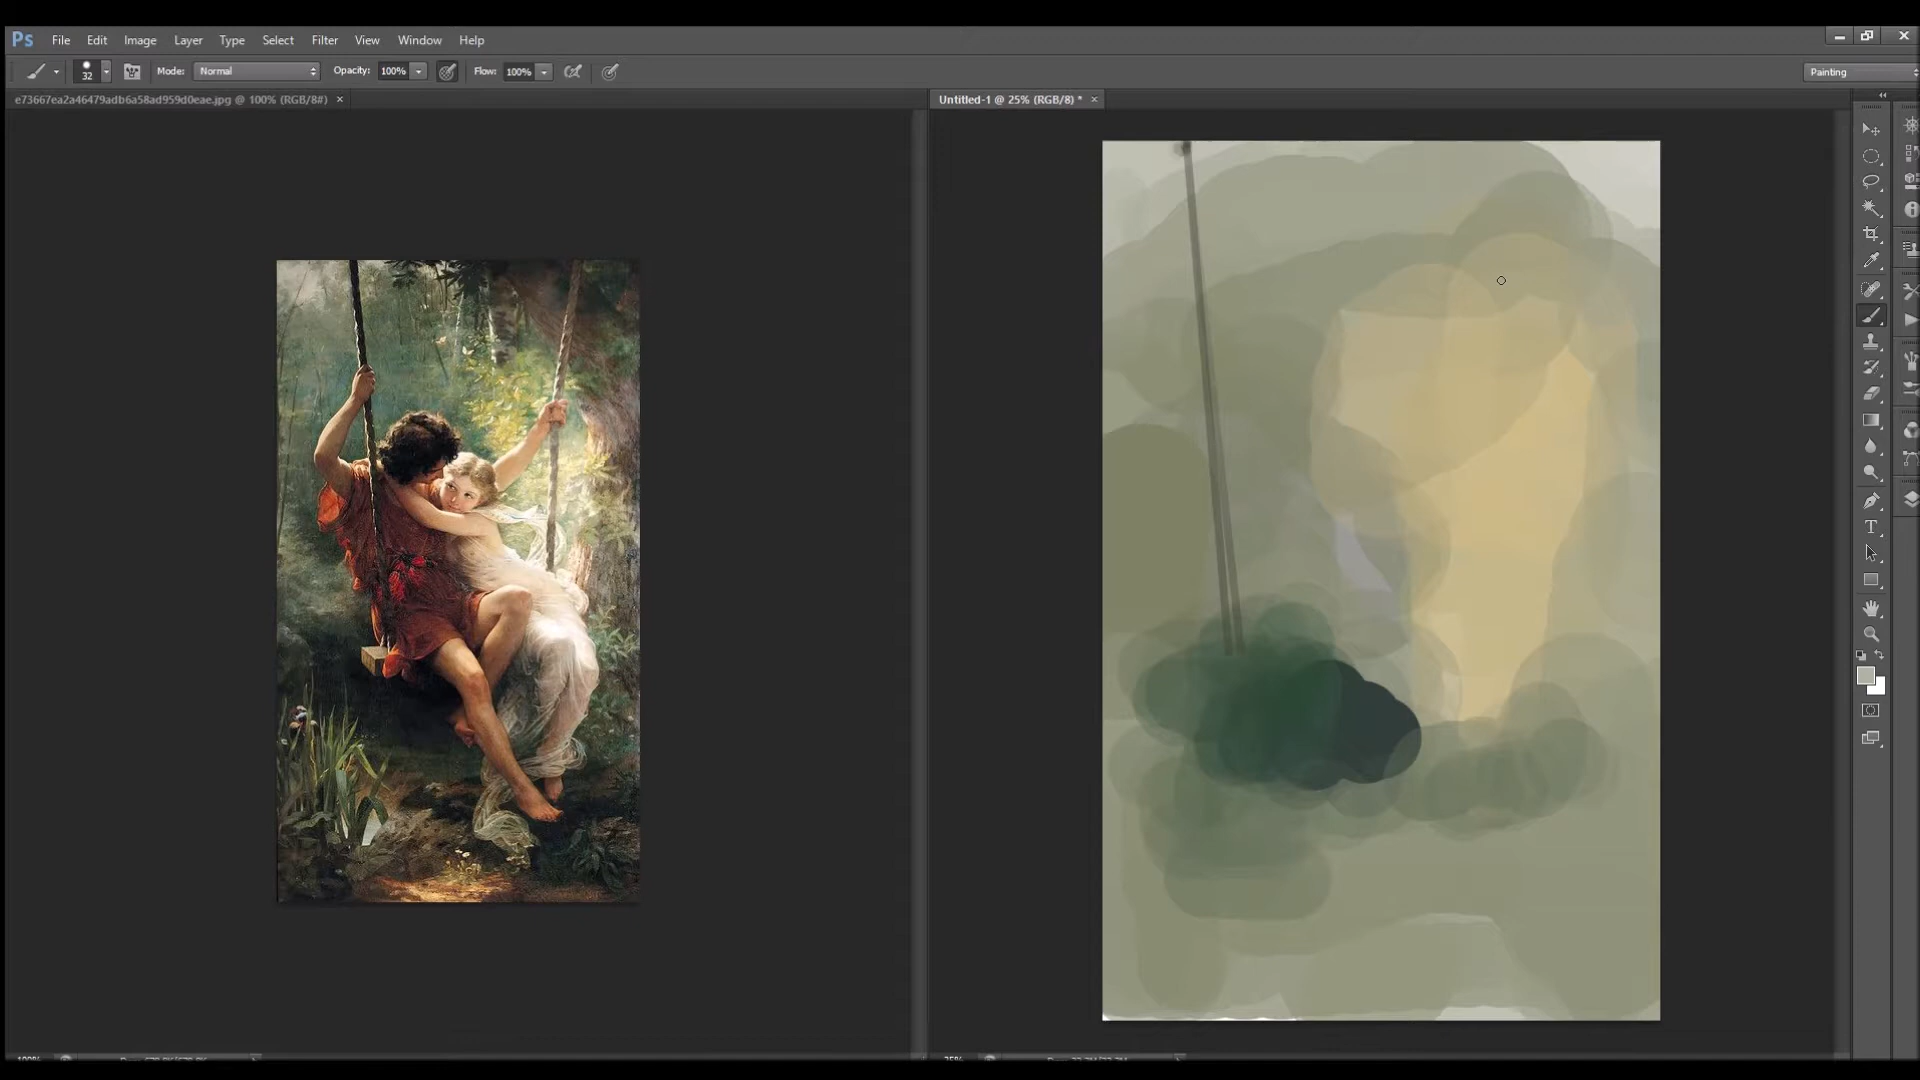 Ps File Edit Image Layer Type Select Filter View Window Help
32 Mode: Normal Opacity: 100% Flow: 100% Painting
e73667ea2a46479adb6a58ad959d0eae.jpg @ 100% (RGB/8#) × Untitled-1 @ 25% (RGB/8) * ×
T